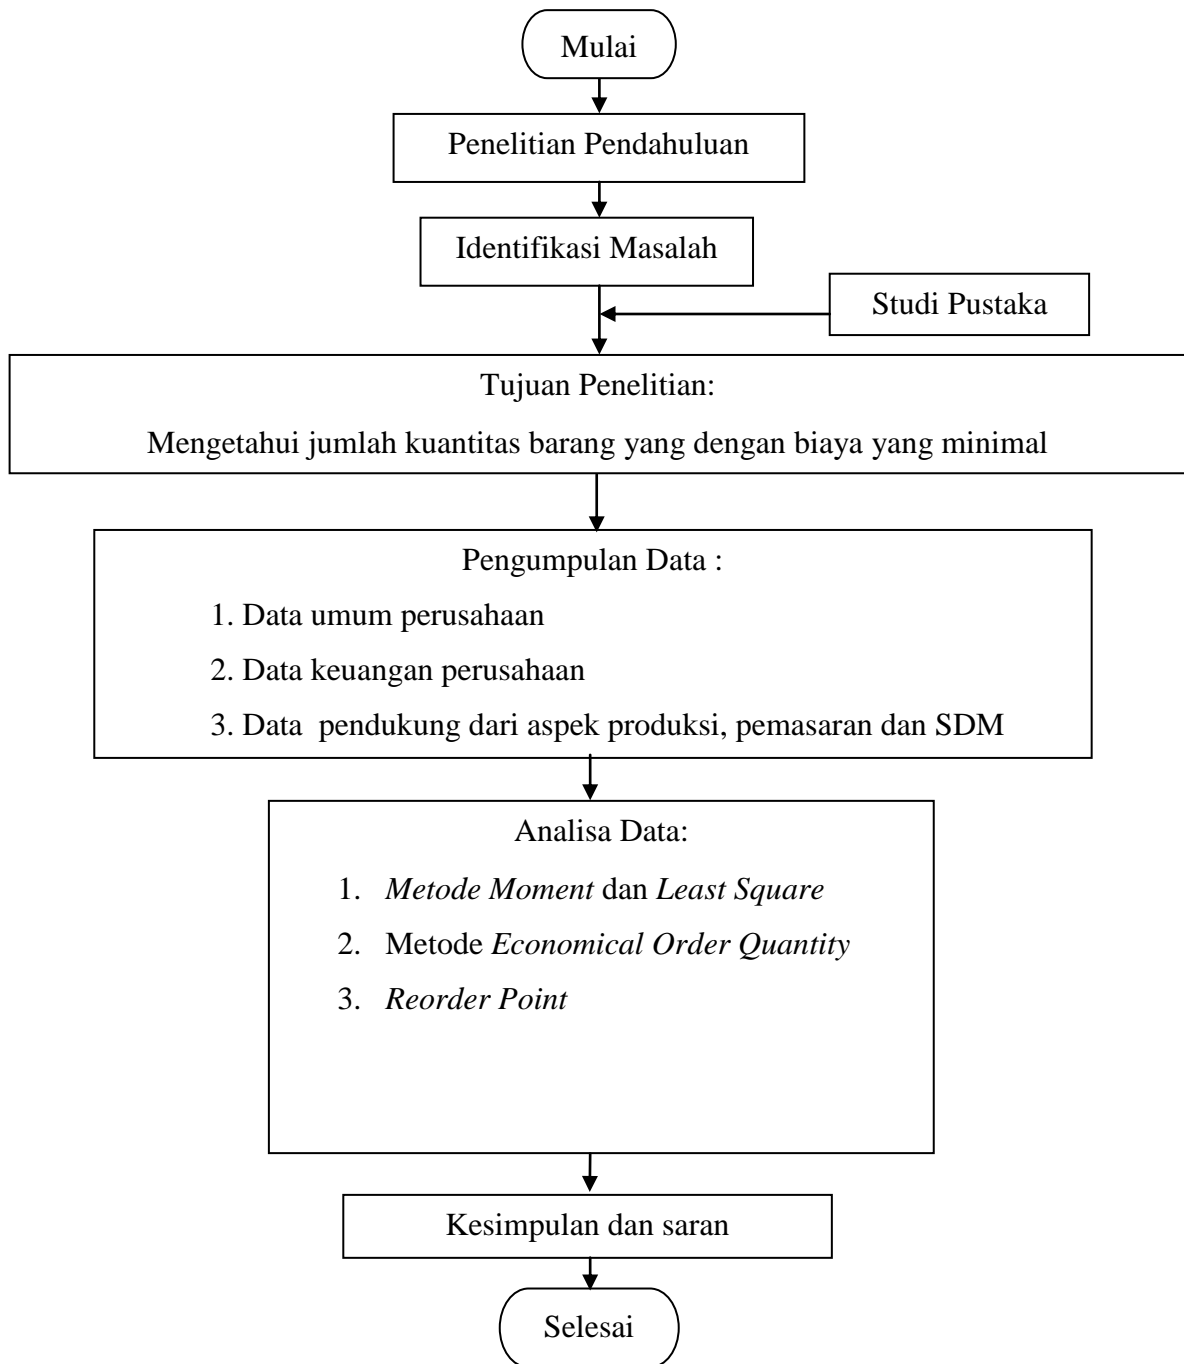 Mulai
Penelitian Pendahuluan
Identifikasi Masalah
Studi Pustaka
Tujuan Penelitian:
Mengetahui jumlah kuantitas barang yang dengan biaya yang minimal
Pengumpulan Data :
1. Data umum perusahaan
2. Data keuangan perusahaan
3. Data  pendukung dari aspek produksi, pemasaran dan SDM
Analisa Data:
1. Metode Moment dan Least Square
2. Metode Economical Order Quantity
3. Reorder Point
Kesimpulan dan saran
Selesai